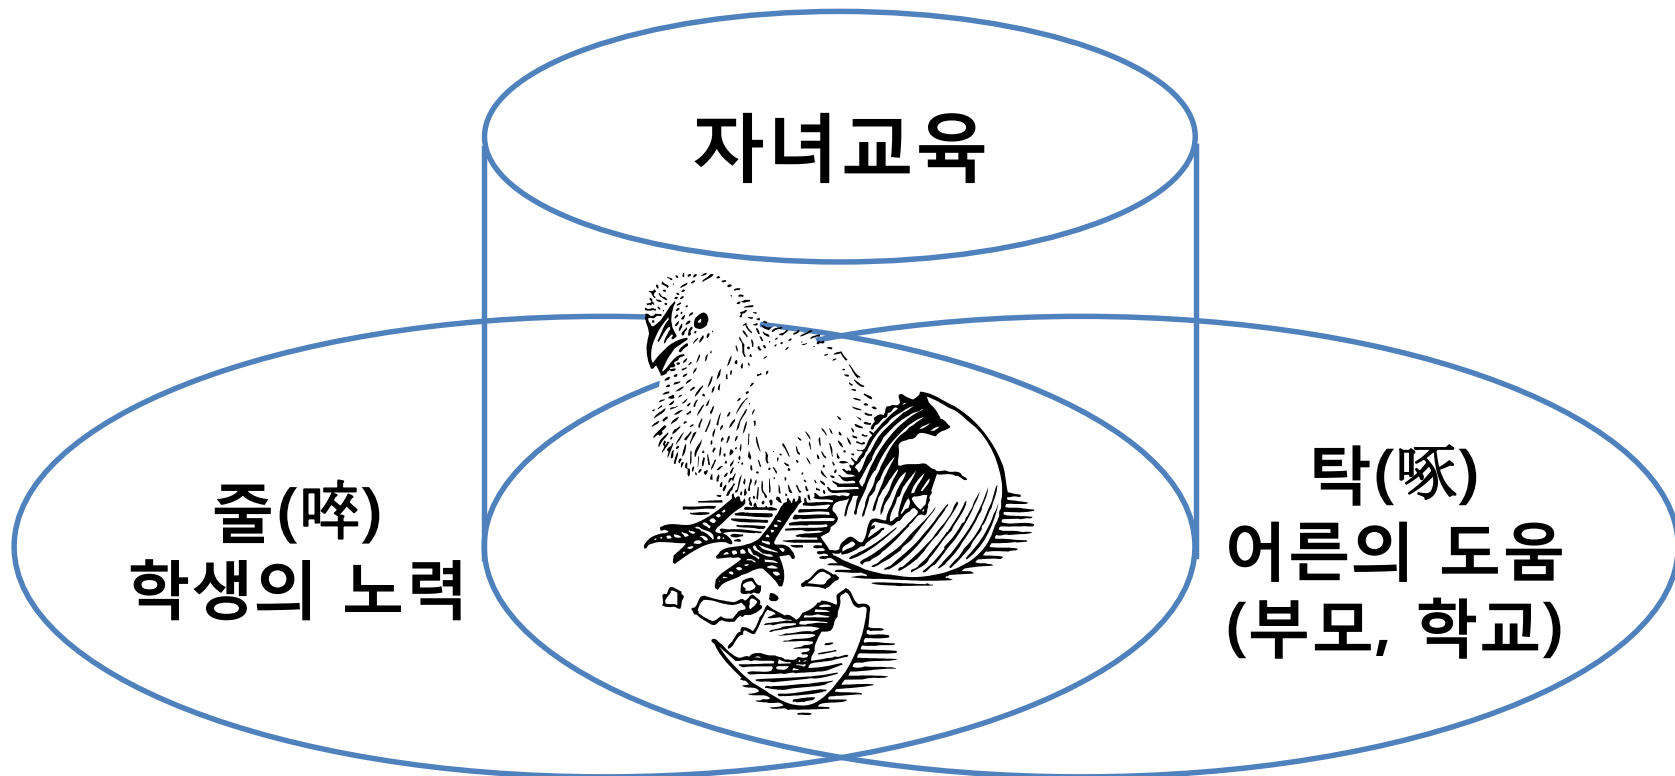 자녀교육
줄(啐)
학생의 노력
탁(啄)
어른의 도움
(부모, 학교)